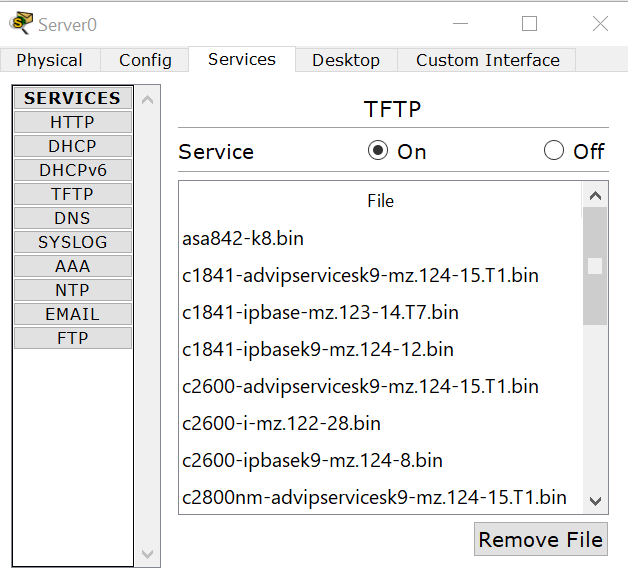 Server0
Physical Config Services Desktop Custom Interface
SERVICES
HTTP
DHCP
DHCPv6
TFTP
DNS
SYSLOG
AAA
NTP
EMAIL
FTP
TFTP
Service On Off
File
asa842-k8.bin
c1841-advipservicesk9-mz.124-15.T1.bin
c1841-ipbase-mz.123-14.T7.bin
c1841-ipbasek9-mz.124-12.bin
c2600-advipservicesk9-mz.124-15.T1.bin
c2600-i-mz.122-28.bin
c2600-ipbasek9-mz.124-8.bin
c2800nm-advipservicesk9-mz.124-15.T1.bin
Remove File